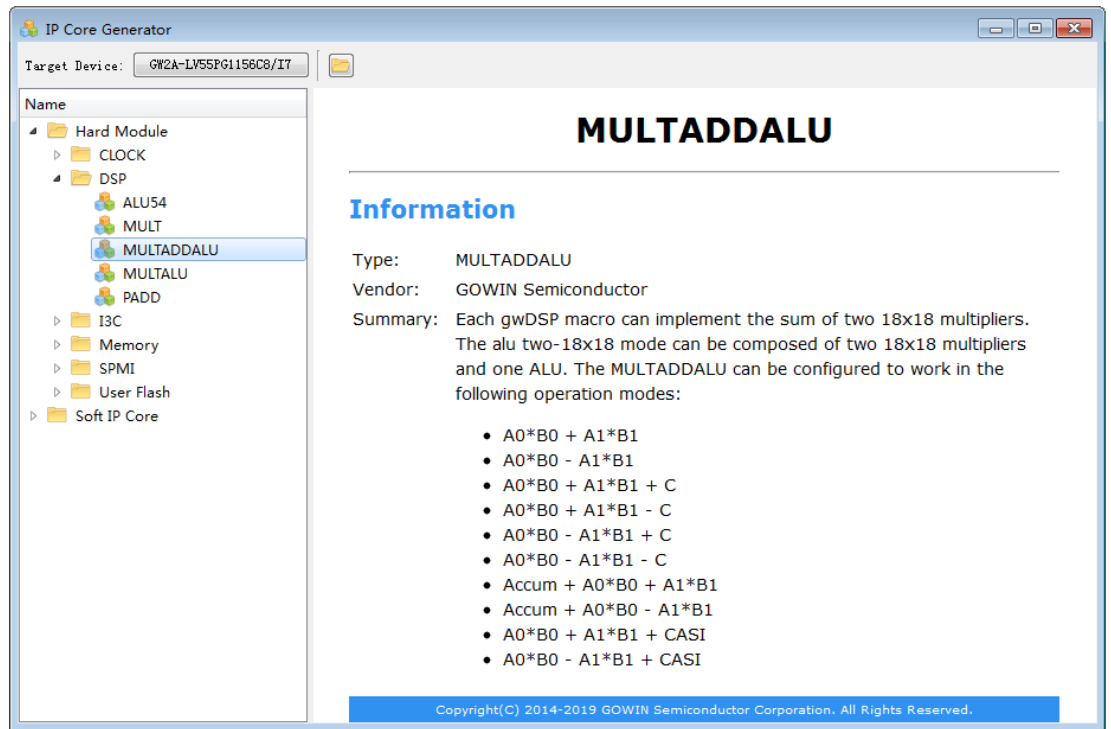 IP Core Generator
Target Device: GW2A-LV55PG1156C8/I7
Name
Hard Module
CLOCK
DSP
ALU54
MULT
MULTADDALU
MULTALU
PADD
I3C
Memory
SPMI
User Flash
Soft IP Core
MULTADDALU
Information
Type: MULTADDALU
Vendor: GOWIN Semiconductor
Summary: Each gwDSP macro can implement the sum of two 18x18 multipliers.
The alu two-18x18 mode can be composed of two 18x18 multipliers
and one ALU. The MULTADDALU can be configured to work in the
following operation modes:
• A0*B0 + A1*B1
• A0*B0 - A1*B1
• A0*B0 + A1*B1 + C
• A0*B0 + A1*B1 - C
• A0*B0 - A1*B1 + C
• A0*B0 - A1*B1 - C
• Accum + A0*B0 + A1*B1
• Accum + A0*B0 - A1*B1
• A0*B0 + A1*B1 + CASI
• A0*B0 - A1*B1 + CASI
Copyright(C) 2014-2019 GOWIN Semiconductor Corporation. All Rights Reserved.